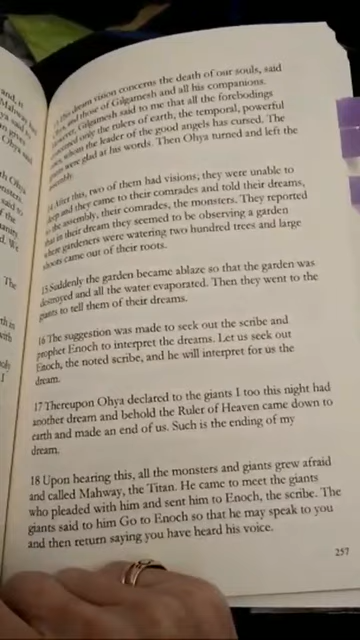 dream vision concerns the death of our souls, said
and those of Gilgamesh and all his companions.
Gilgamesh said to me that all the forebodings
only the rulers of earth, the temporal, powerful
whom the leader of the good angels has cursed. The
were glad at his words. Then Ohya turned and left the
After this, two of them had visions; they were unable to
and they came to their comrades and told their dreams,
to the assembly, their comrades, the monsters. They reported
that in their dream they seemed to be observing a garden
where gardeners were watering two hundred trees and large
shoots came out of their roots.
15 Suddenly the garden became ablaze so that the garden was
destroyed and all the water evaporated. Then they went to the
giants to tell them of their dreams.
16 The suggestion was made to seek out the scribe and
prophet Enoch to interpret the dreams. Let us seek out
Enoch, the noted scribe, and he will interpret for us the
dream.
17 Thereupon Ohya declared to the giants I too this night had
another dream and behold the Ruler of Heaven came down to
earth and made an end of us. Such is the ending of my
dream.
18 Upon hearing this, all the monsters and giants grew afraid
and called Mahway, the Titan. He came to meet the giants
who pleaded with him and sent him to Enoch, the scribe. The
giants said to him Go to Enoch so that he may speak to you
and then return saying you have heard his voice.
257